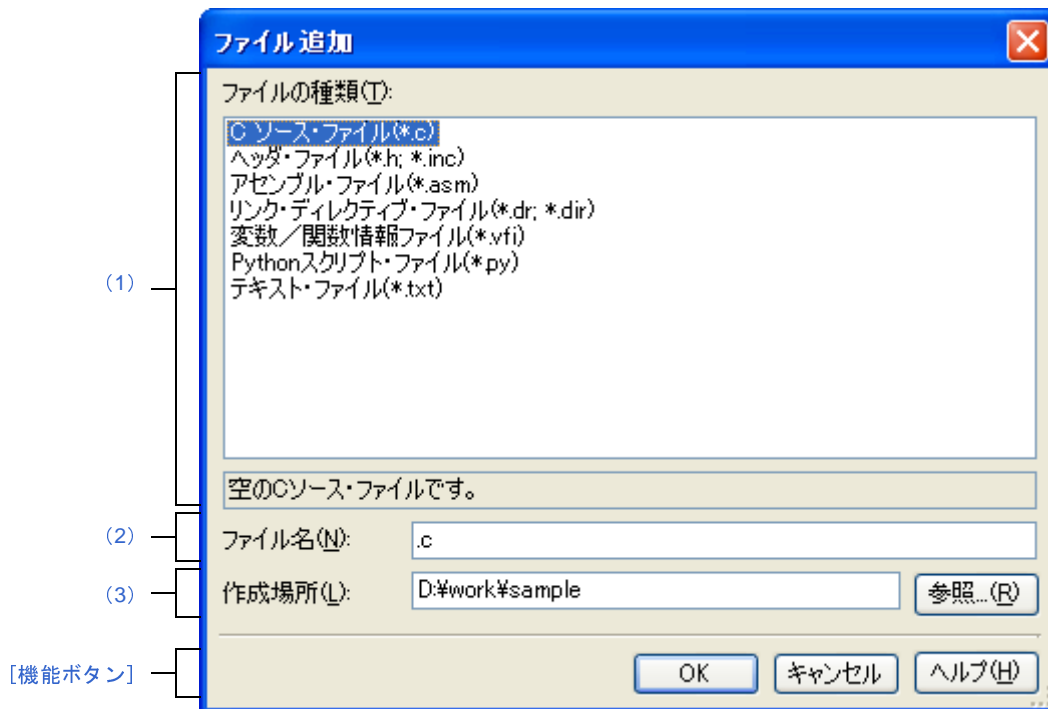 ファイル追加
ファイルの種類(T):
C ソース・ファイル(*.c)
ヘッダ・ファイル(*.h; *.inc)
アセンブル・ファイル(*.asm)
リンク・ディレクティブ・ファイル(*.dr; *.dir)
変数／関数情報ファイル(*.vfi)
Pythonスクリプト・ファイル(*.py)
テキスト・ファイル(*.txt)
(1)
空のCソース・ファイルです。
(2)
ファイル名(N):
.c
(3)
作成場所(L):
D:¥work¥sample
参照...(R)
[機能ボタン]
OK
キャンセル
ヘルプ(H)